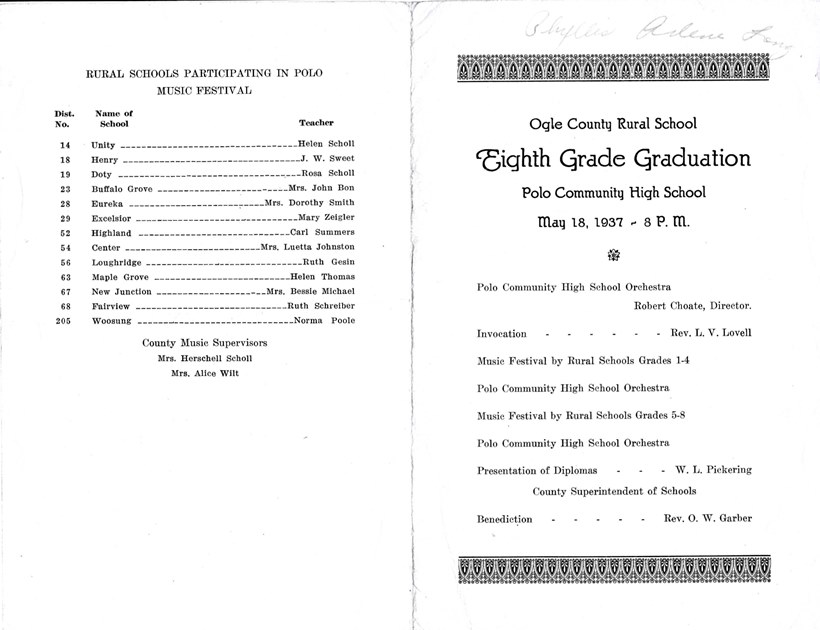 RURAL SCHOOLS PARTICIPATING IN POLO
MUSIC FESTIVAL
Dist. Name of
No. School Teacher
14 Unity Helen Scholl
18 Henry J. W. Sweet
19 Doty Rosa Scholl
23 Buffalo Grove Mrs. John Bon
28 Eureka Mrs. Dorothy Smith
29 Excelsior Mary Zeigler
52 Highland Carl Summers
54 Center Mrs. Luetta Johnston
56 Loughridge Ruth Gesin
63 Maple Grove Helen Thomas
67 New Junction Mrs. Bessie Michael
68 Fairview Ruth Schreiber
205 Woosung Norma Poole
County Music Supervisors
Mrs. Herschell Scholl
Mrs. Alice Wilt
Phyllis Arlene Long
Ogle County Rural School
Eighth Grade Graduation
Polo Community High School
May 18, 1937 ~ 8 P. M.
Polo Community High School Orchestra
Robert Choate, Director.
Invocation - - - - - - Rev. L. V. Lovell
Music Festival by Rural Schools Grades 1-4
Polo Community High School Orchestra
Music Festival by Rural Schools Grades 5-8
Polo Community High School Orchestra
Presentation of Diplomas - - - W. L. Pickering
County Superintendent of Schools
Benediction - - - - - Rev. O. W. Garber